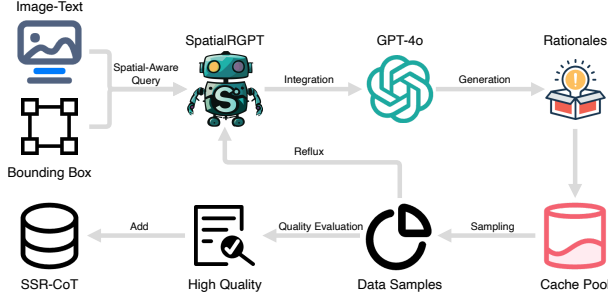 Image-Text
SpatialRGPT
GPT-4o
Rationales
Spatial-Aware
Query
Integration
Generation
S
Bounding Box
Reflux
Add
Quality Evaluation
Sampling
SSR-CoT
High Quality
Data Samples
Cache Pool